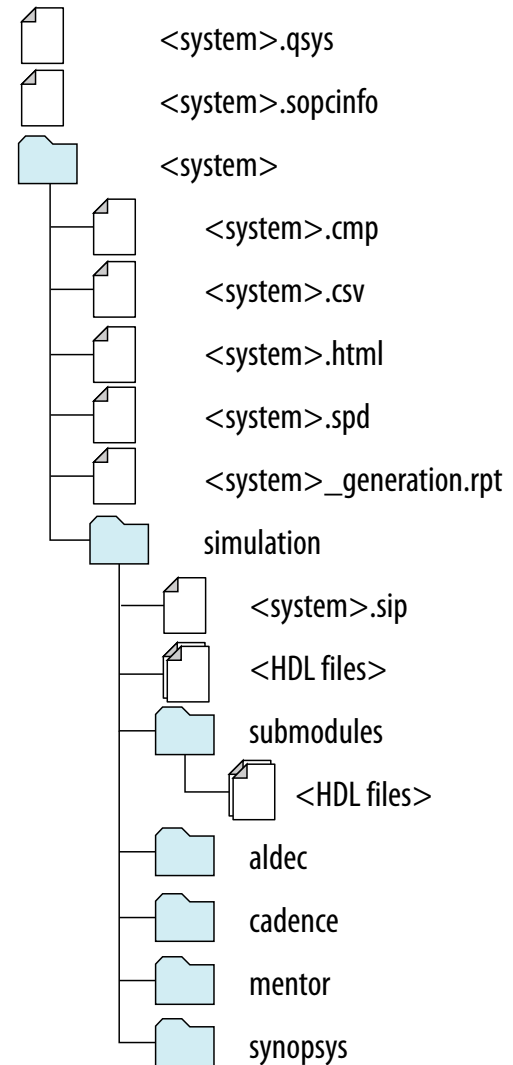 <system>.qsys
<system>.sopcinfo
<system>
<system>.cmp
<system>.csv
<system>.html
<system>.spd
<system>_generation.rpt
simulation
<system>.sip
<HDL files>
submodules
<HDL files>
aldec
cadence
mentor
synopsys